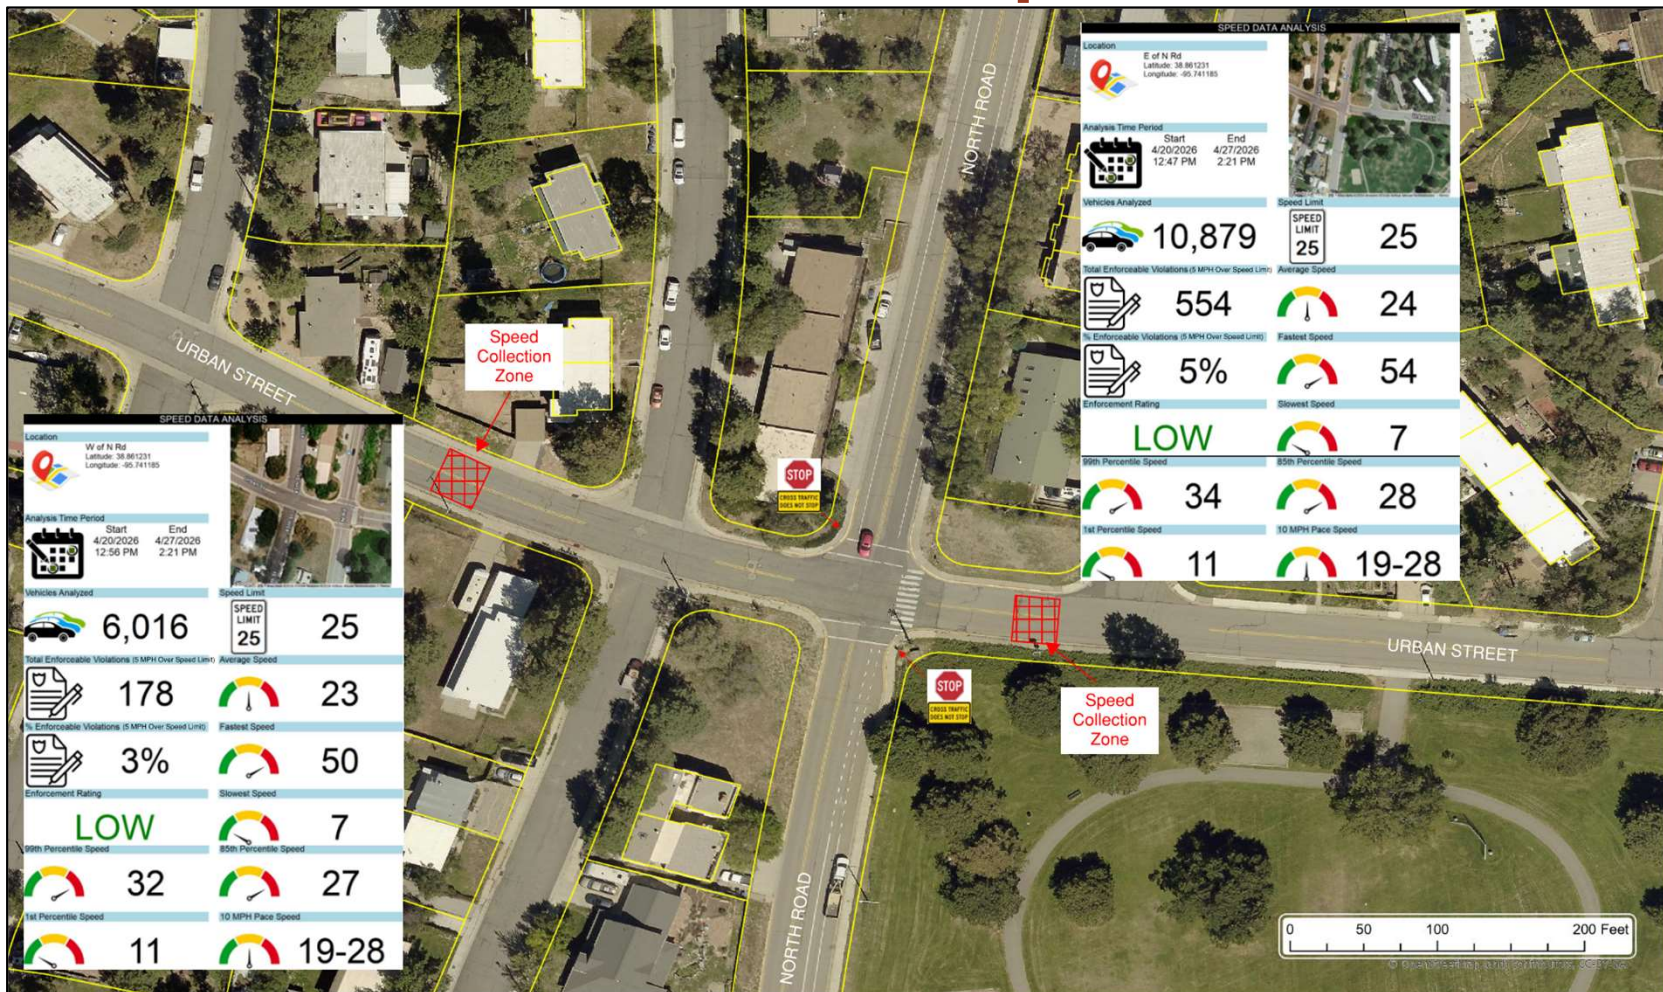 SPEED DATA ANALYSIS
Location
E of N Rd
Latitude: 38.861231
Longitude: -95.741185
Analysis Time Period
Start End
4/20/2026 4/27/2026
12:47 PM 2:21 PM
Vehicles Analyzed Speed Limit
10,879 SPEED LIMIT 25 25
Total Enforceable Violations (5 MPH Over Speed Limit) Average Speed
554 24
% Enforceable Violations (5 MPH Over Speed Limit) Fastest Speed
5% 54
Enforcement Rating Slowest Speed
LOW 7
99th Percentile Speed 85th Percentile Speed
34 28
1st Percentile Speed 10 MPH Pace Speed
11 19-28
NORTH ROAD
URBAN STREET
Speed
Collection
Zone
SPEED DATA ANALYSIS
Location
W of N Rd
Latitude: 38.861231
Longitude: -95.741185
Analysis Time Period
Start End
4/20/2026 4/27/2026
12:56 PM 2:21 PM
Vehicles Analyzed Speed Limit
6,016 SPEED LIMIT 25 25
Total Enforceable Violations (5 MPH Over Speed Limit) Average Speed
178 23
% Enforceable Violations (5 MPH Over Speed Limit) Fastest Speed
3% 50
Enforcement Rating Slowest Speed
LOW 7
99th Percentile Speed 85th Percentile Speed
32 27
1st Percentile Speed 10 MPH Pace Speed
11 19-28
STOP
CROSS TRAFFIC
DOES NOT STOP
STOP
CROSS TRAFFIC
DOES NOT STOP
Speed
Collection
Zone
URBAN STREET
NORTH ROAD
0 50 100 200 Feet